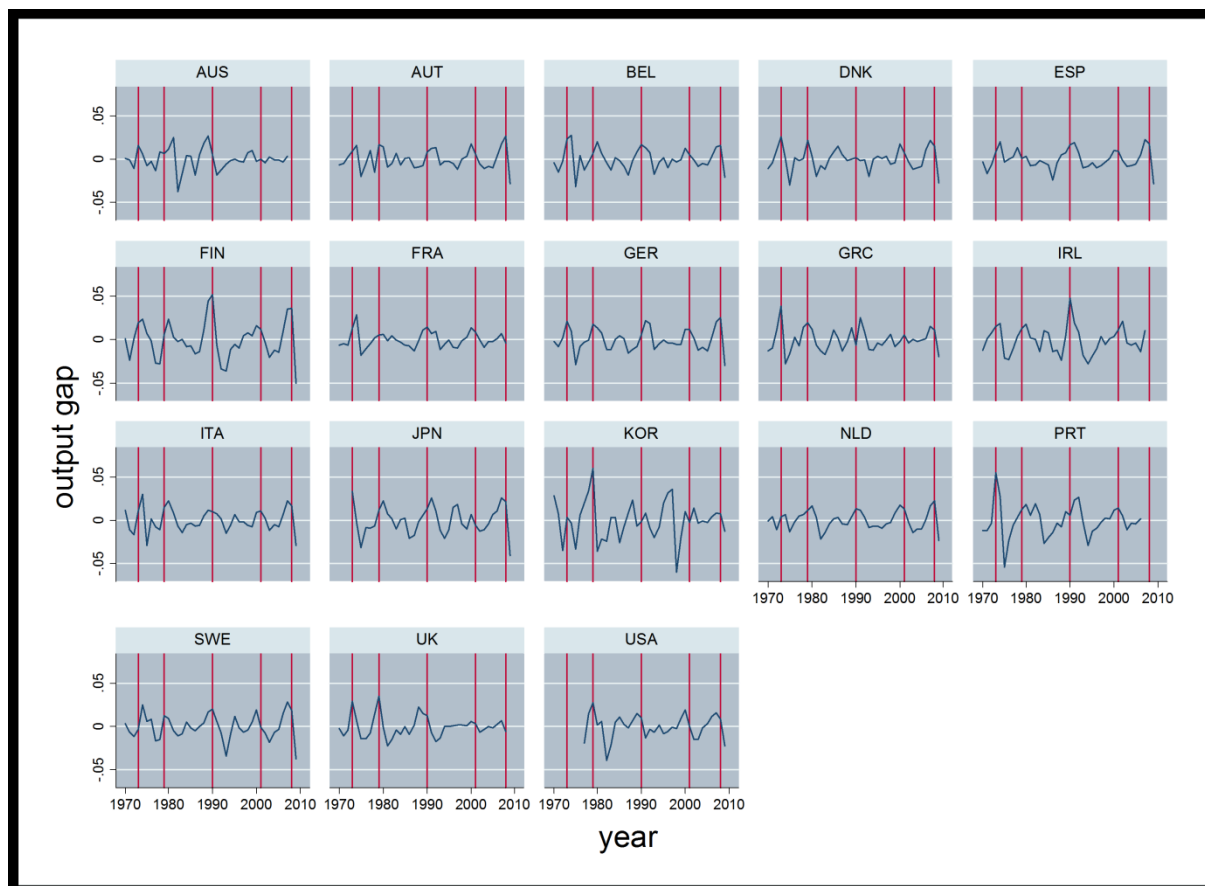 AUS AUT BEL DNK ESP
.05
0
-.05
FIN FRA GER GRC IRL
.05
0
-.05
ITA JPN KOR NLD PRT
.05
0
-.05
1970 1980 1990 2000 2010 1970 1980 1990 2000 2010
SWE UK USA
.05
0
-.05
1970 1980 1990 2000 2010 1970 1980 1990 2000 2010 1970 1980 1990 2000 2010
output gap
year